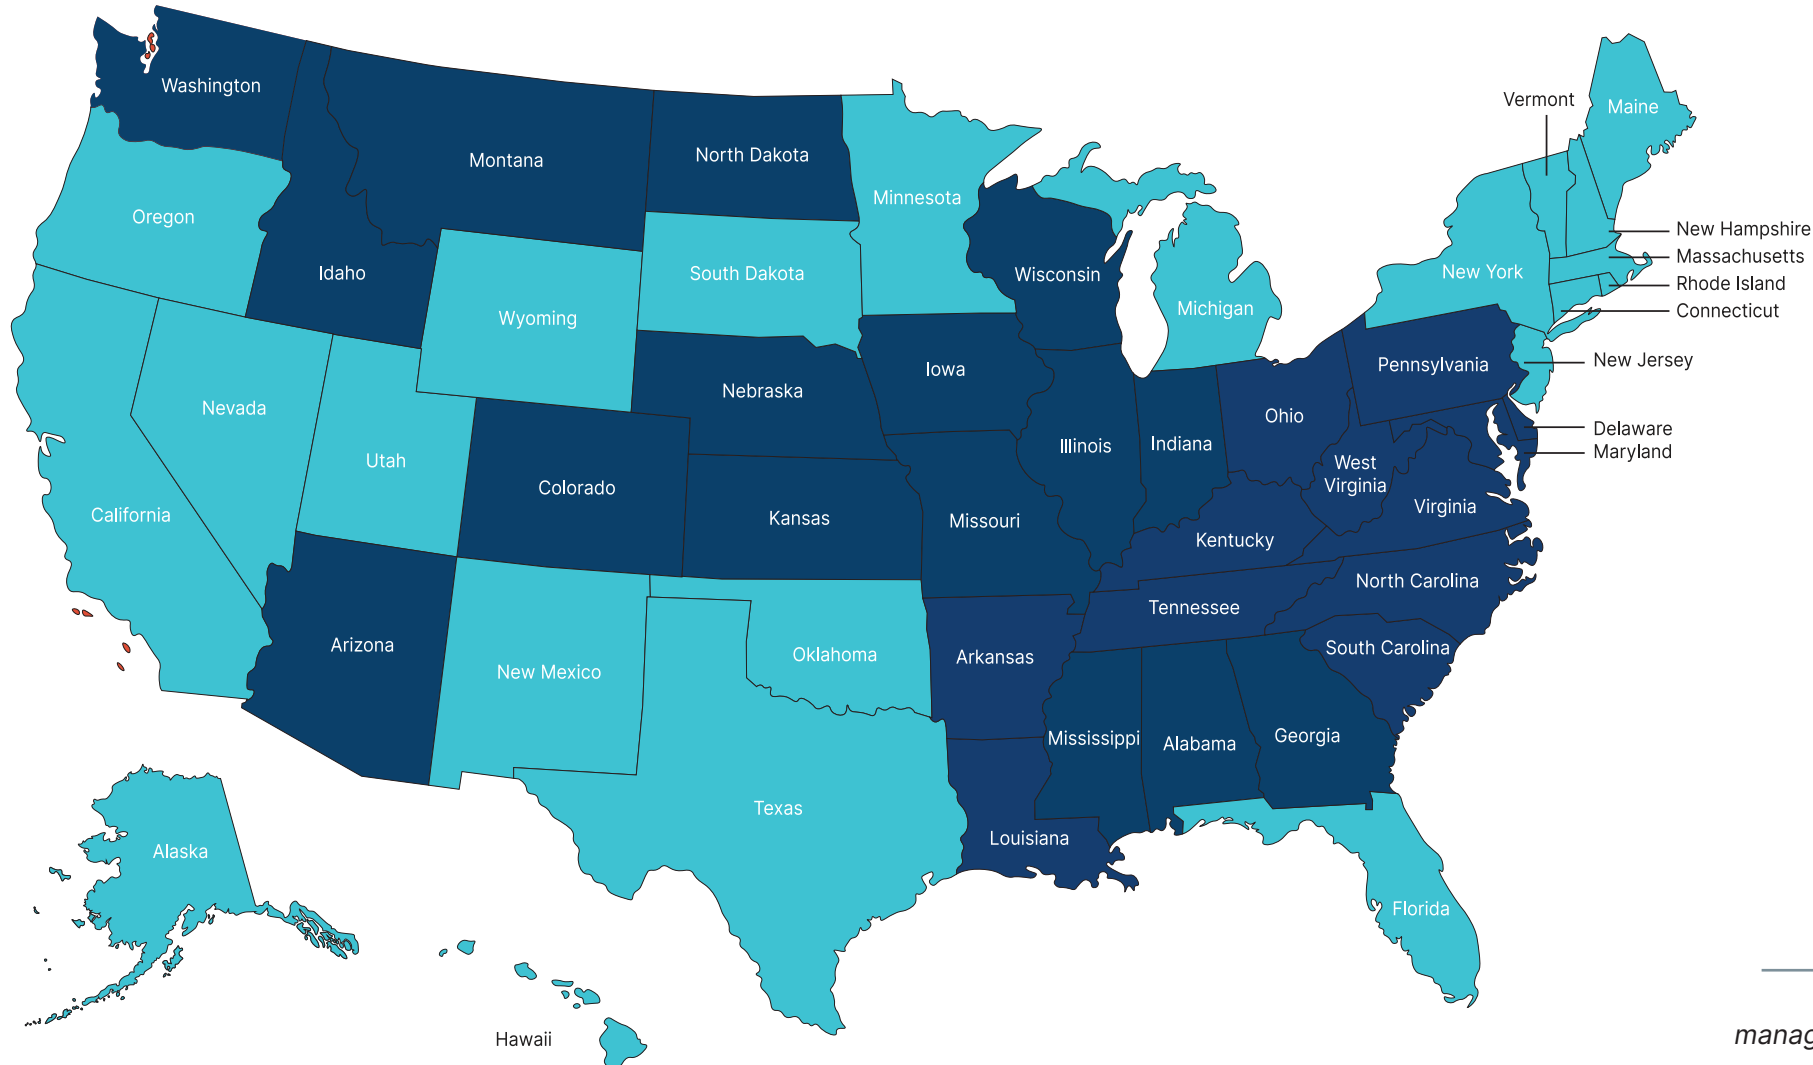 Washington
Montana
North Dakota
Minnesota
Vermont
Maine
Oregon
Idaho
Wyoming
South Dakota
Wisconsin
Michigan
New York
New Hampshire
Massachusetts
Rhode Island
Connecticut
New Jersey
Pennsylvania
Nevada
Utah
Colorado
Nebraska
Iowa
Illinois
Indiana
Ohio
Delaware
Maryland
West
Virginia
Virginia
California
Kansas
Missouri
Kentucky
North Carolina
Tennessee
South Carolina
Arizona
New Mexico
Oklahoma
Arkansas
Mississippi
Alabama
Georgia
Texas
Louisiana
Florida
Alaska
Hawaii
manag